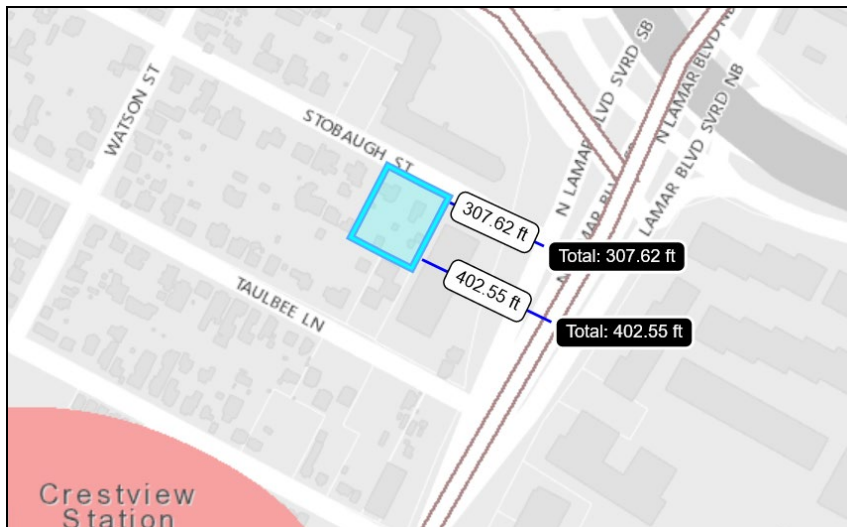 N LAMAR BLVD SVRD SB
N LAMAR BLVD NB
WATSON ST
STOBAUGH ST
LAMAR BLVD SVRD NB
307.62 ft
Total: 307.62 ft
402.55 ft
Total: 402.55 ft
TAULBEE LN
Crestview
Station